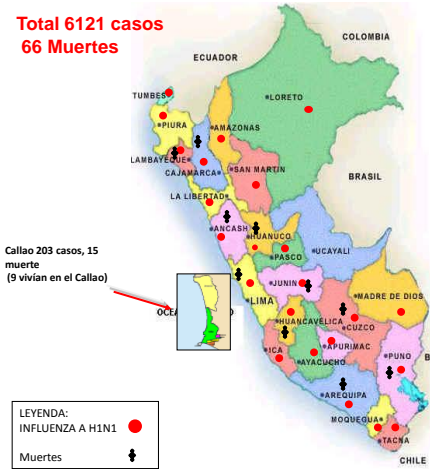 Total 6121 casos
66 Muertes
COLOMBIA
ECUADOR
TUMBES
LORETO
PIURA
AMAZONAS
LAMBAYEQUE
CAJAMARCA
SAN MARTIN
BRASIL
LA LIBERTAD
ANCASH
HUANUCO
PASCO
UCAYALI
Callao 203 casos, 15
muerte
(9 vivían en el Callao)
JUNIN
LIMA
MADRE DE DIOS
HUANCAVELICA
CUZCO
ICA
APURIMAC
AYACUCHO
PUNO
AREQUIPA
MOQUEGUA
TACNA
CHILE
LEYENDA:
INFLUENZA A H1N1
Muertes